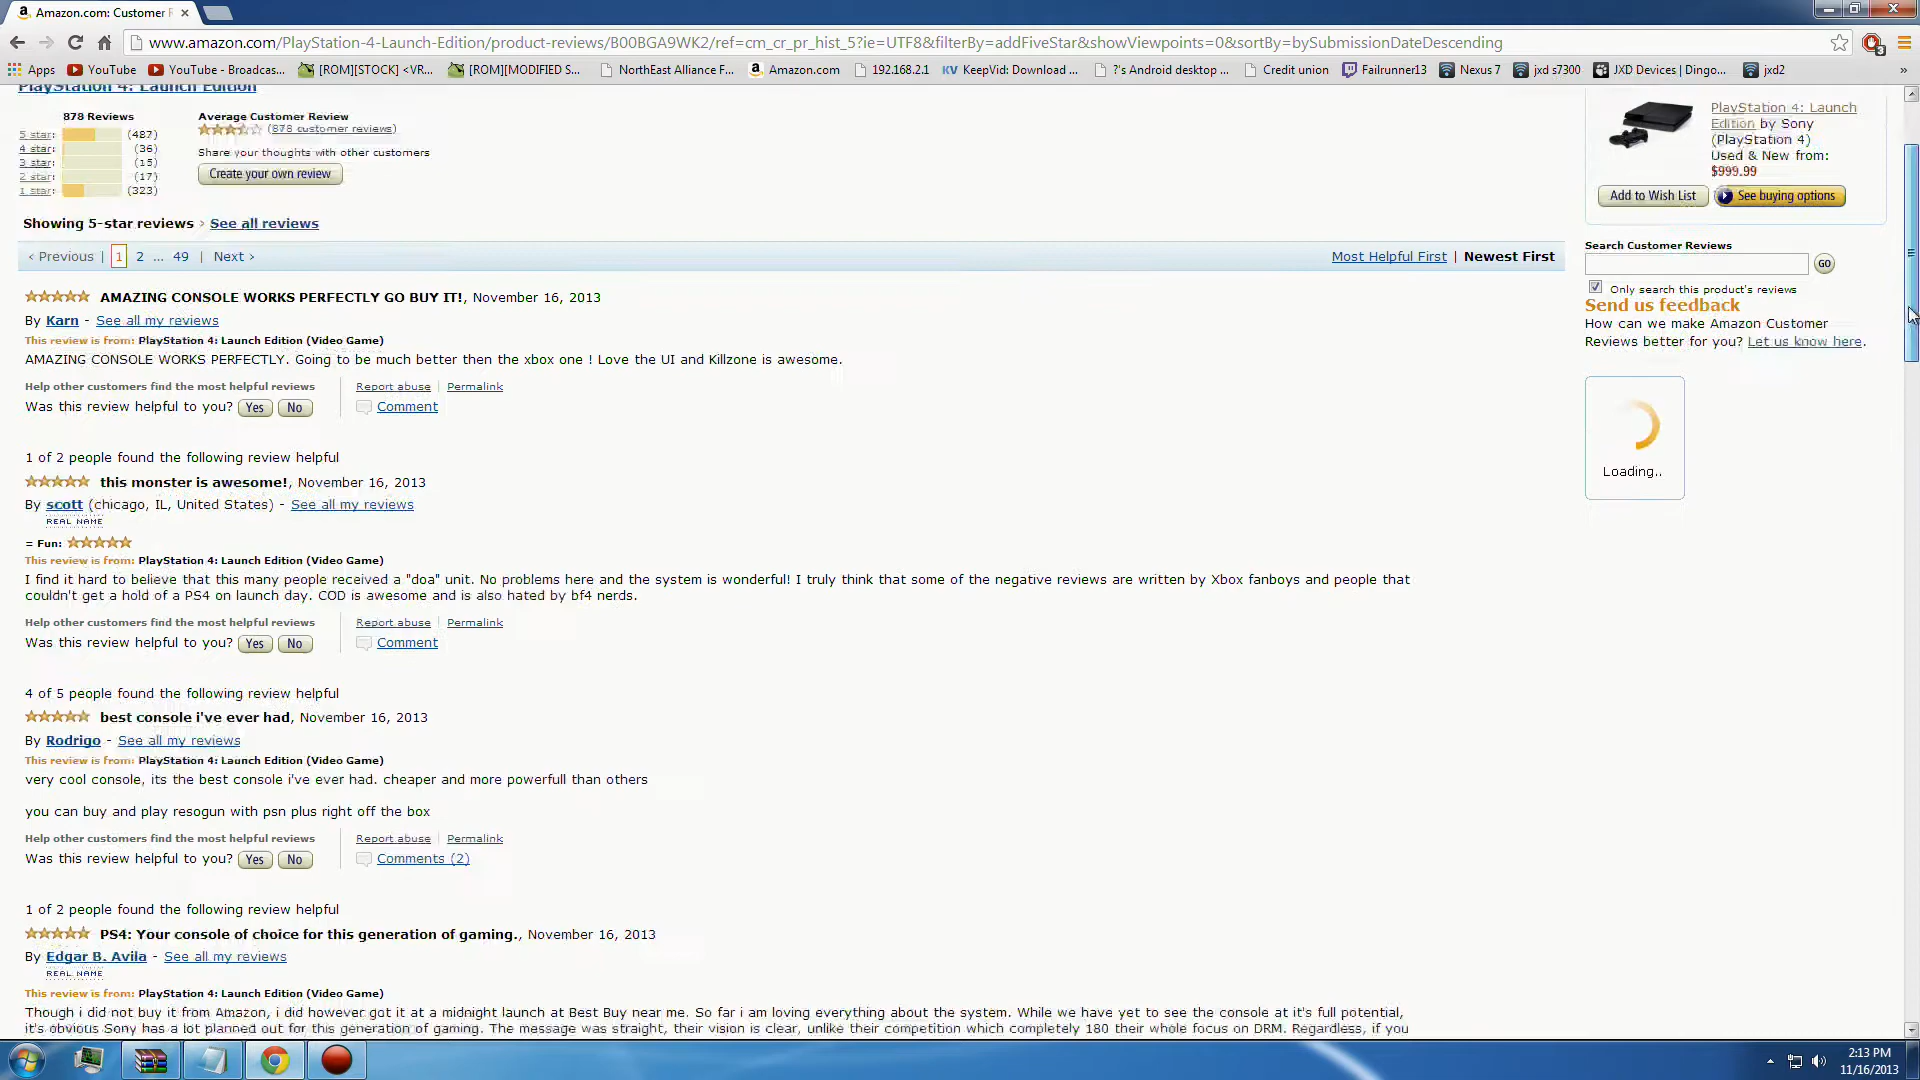 Amazon.com: Customer R
www.amazon.com/PlayStation-4-Launch-Edition/product-reviews/B00BGA9WK2/ref=cm_cr_pr_hist_5?ie=UTF8&filterBy=addFiveStar&showViewpoints=0&sortBy=bySubmissionDateDescending
3
Apps YouTube YouTube - Broadcas... [ROM][STOCK] <VR... [ROM][MODIFIED S... NorthEast Alliance F... Amazon.com 192.168.2.1 KV KeepVid: Download ... ?'s Android desktop ... Credit union Failrunner13 Nexus 7 jxd s7300 JXD Devices | Dingo... jxd2 »
PlayStation 4: Launch Edition
878 Reviews
5 star: (487)
4 star: (36)
3 star: (15)
2 star: (17)
1 star: (323)
Average Customer Review
(878 customer reviews)
Share your thoughts with other customers
Create your own review
PlayStation 4: Launch
Edition by Sony
(PlayStation 4)
Used & New from:
$999.99
Add to Wish List See buying options
Showing 5-star reviews › See all reviews
‹ Previous | 1 2 ... 49 | Next ›
Most Helpful First | Newest First
Search Customer Reviews
GO
Only search this product's reviews
Send us feedback
How can we make Amazon Customer
Reviews better for you? Let us know here.
Loading..
AMAZING CONSOLE WORKS PERFECTLY GO BUY IT!, November 16, 2013
By Karn - See all my reviews
This review is from: PlayStation 4: Launch Edition (Video Game)
AMAZING CONSOLE WORKS PERFECTLY. Going to be much better then the xbox one ! Love the UI and Killzone is awesome.
Help other customers find the most helpful reviews Report abuse | Permalink
Was this review helpful to you? Yes No Comment
1 of 2 people found the following review helpful
this monster is awesome!, November 16, 2013
By scott (chicago, IL, United States) - See all my reviews
REAL NAME
= Fun:
This review is from: PlayStation 4: Launch Edition (Video Game)
I find it hard to believe that this many people received a "doa" unit. No problems here and the system is wonderful! I truly think that some of the negative reviews are written by Xbox fanboys and people that
couldn't get a hold of a PS4 on launch day. COD is awesome and is also hated by bf4 nerds.
Help other customers find the most helpful reviews Report abuse | Permalink
Was this review helpful to you? Yes No Comment
4 of 5 people found the following review helpful
best console i've ever had, November 16, 2013
By Rodrigo - See all my reviews
This review is from: PlayStation 4: Launch Edition (Video Game)
very cool console, its the best console i've ever had. cheaper and more powerfull than others
you can buy and play resogun with psn plus right off the box
Help other customers find the most helpful reviews Report abuse | Permalink
Was this review helpful to you? Yes No Comments (2)
1 of 2 people found the following review helpful
PS4: Your console of choice for this generation of gaming., November 16, 2013
By Edgar B. Avila - See all my reviews
REAL NAME
This review is from: PlayStation 4: Launch Edition (Video Game)
Though i did not buy it from Amazon, i did however got it at a midnight launch at Best Buy near me. So far i am loving everything about the system. While we have yet to see the console at it's full potential,
it's obvious Sony has a lot planned out for this generation of gaming. The message was straight, their vision is clear, unlike their competition which completely 180 their whole focus on DRM. Regardless, if you
2:13 PM
11/16/2013